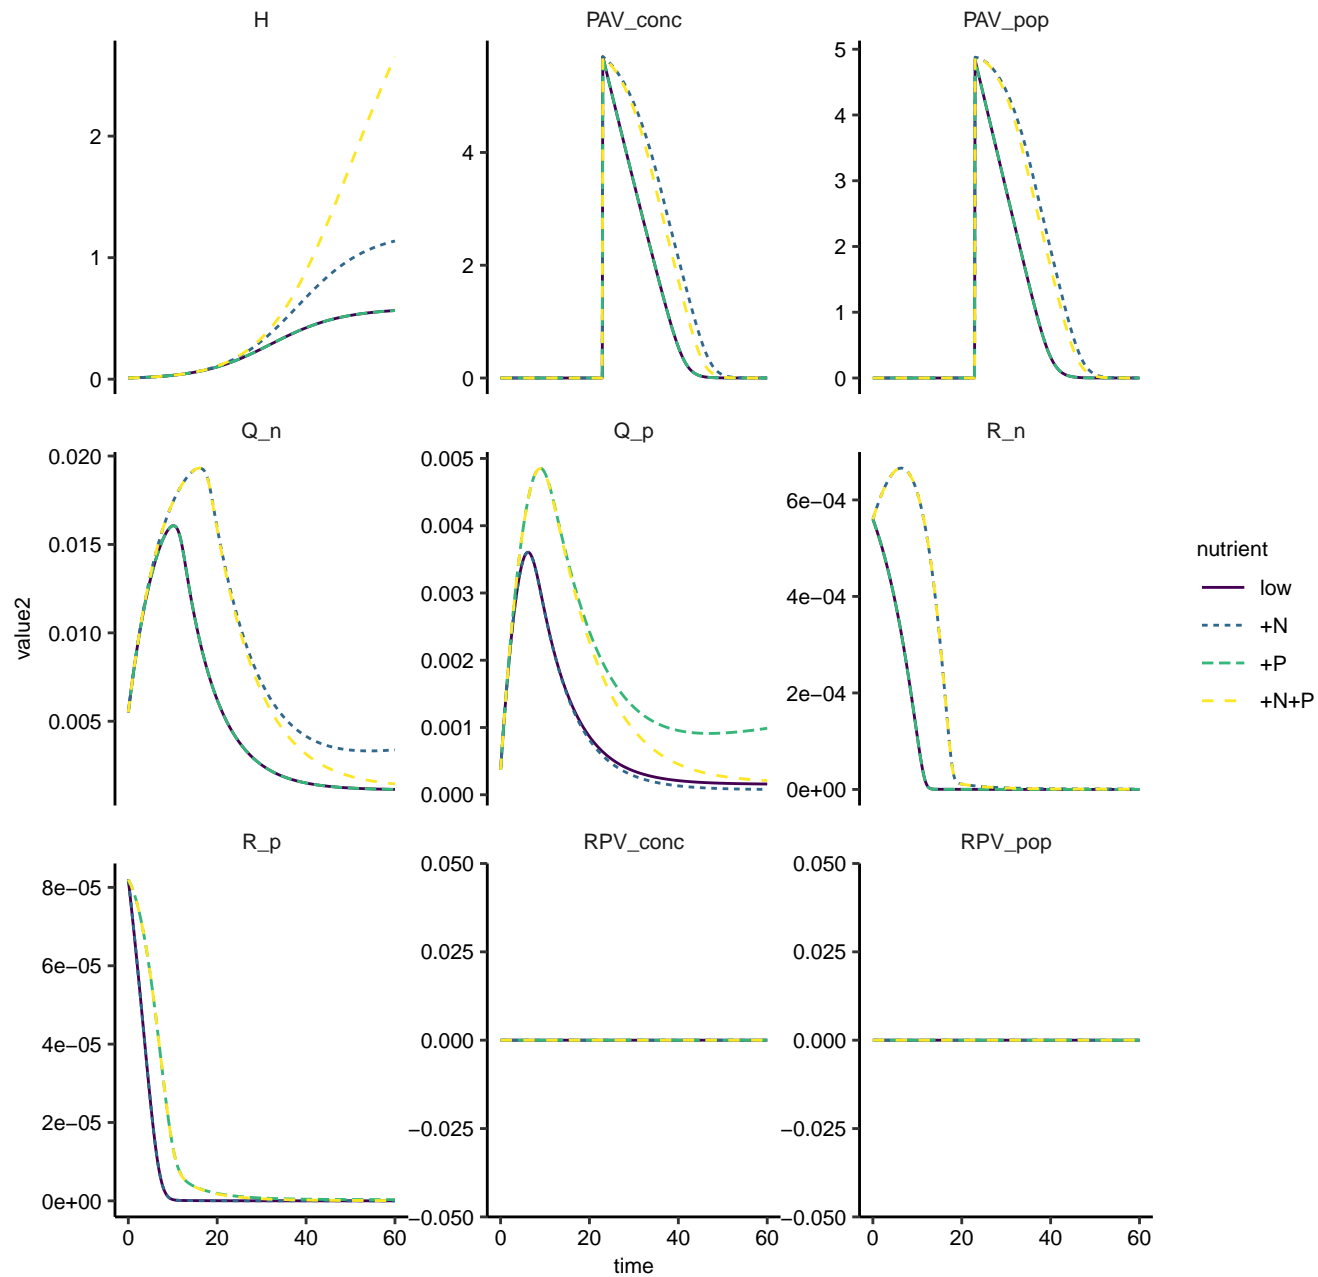 H
PAV_conc
PAV_pop
2
1
0
4
2
0
5
4
3
2
1
0
Q_n
Q_p
R_n
0.020
0.015
0.010
0.005
0.005
0.004
0.003
0.002
0.001
0.000
6e−04
4e−04
2e−04
0e+00
nutrient
low
+N
+P
+N+P
value2
R_p
RPV_conc
RPV_pop
8e−05
6e−05
4e−05
2e−05
0e+00
0.050
0.025
0.000
−0.025
−0.050
0.050
0.025
0.000
−0.025
−0.050
0 20 40 60
0 20 40 60
0 20 40 60
time